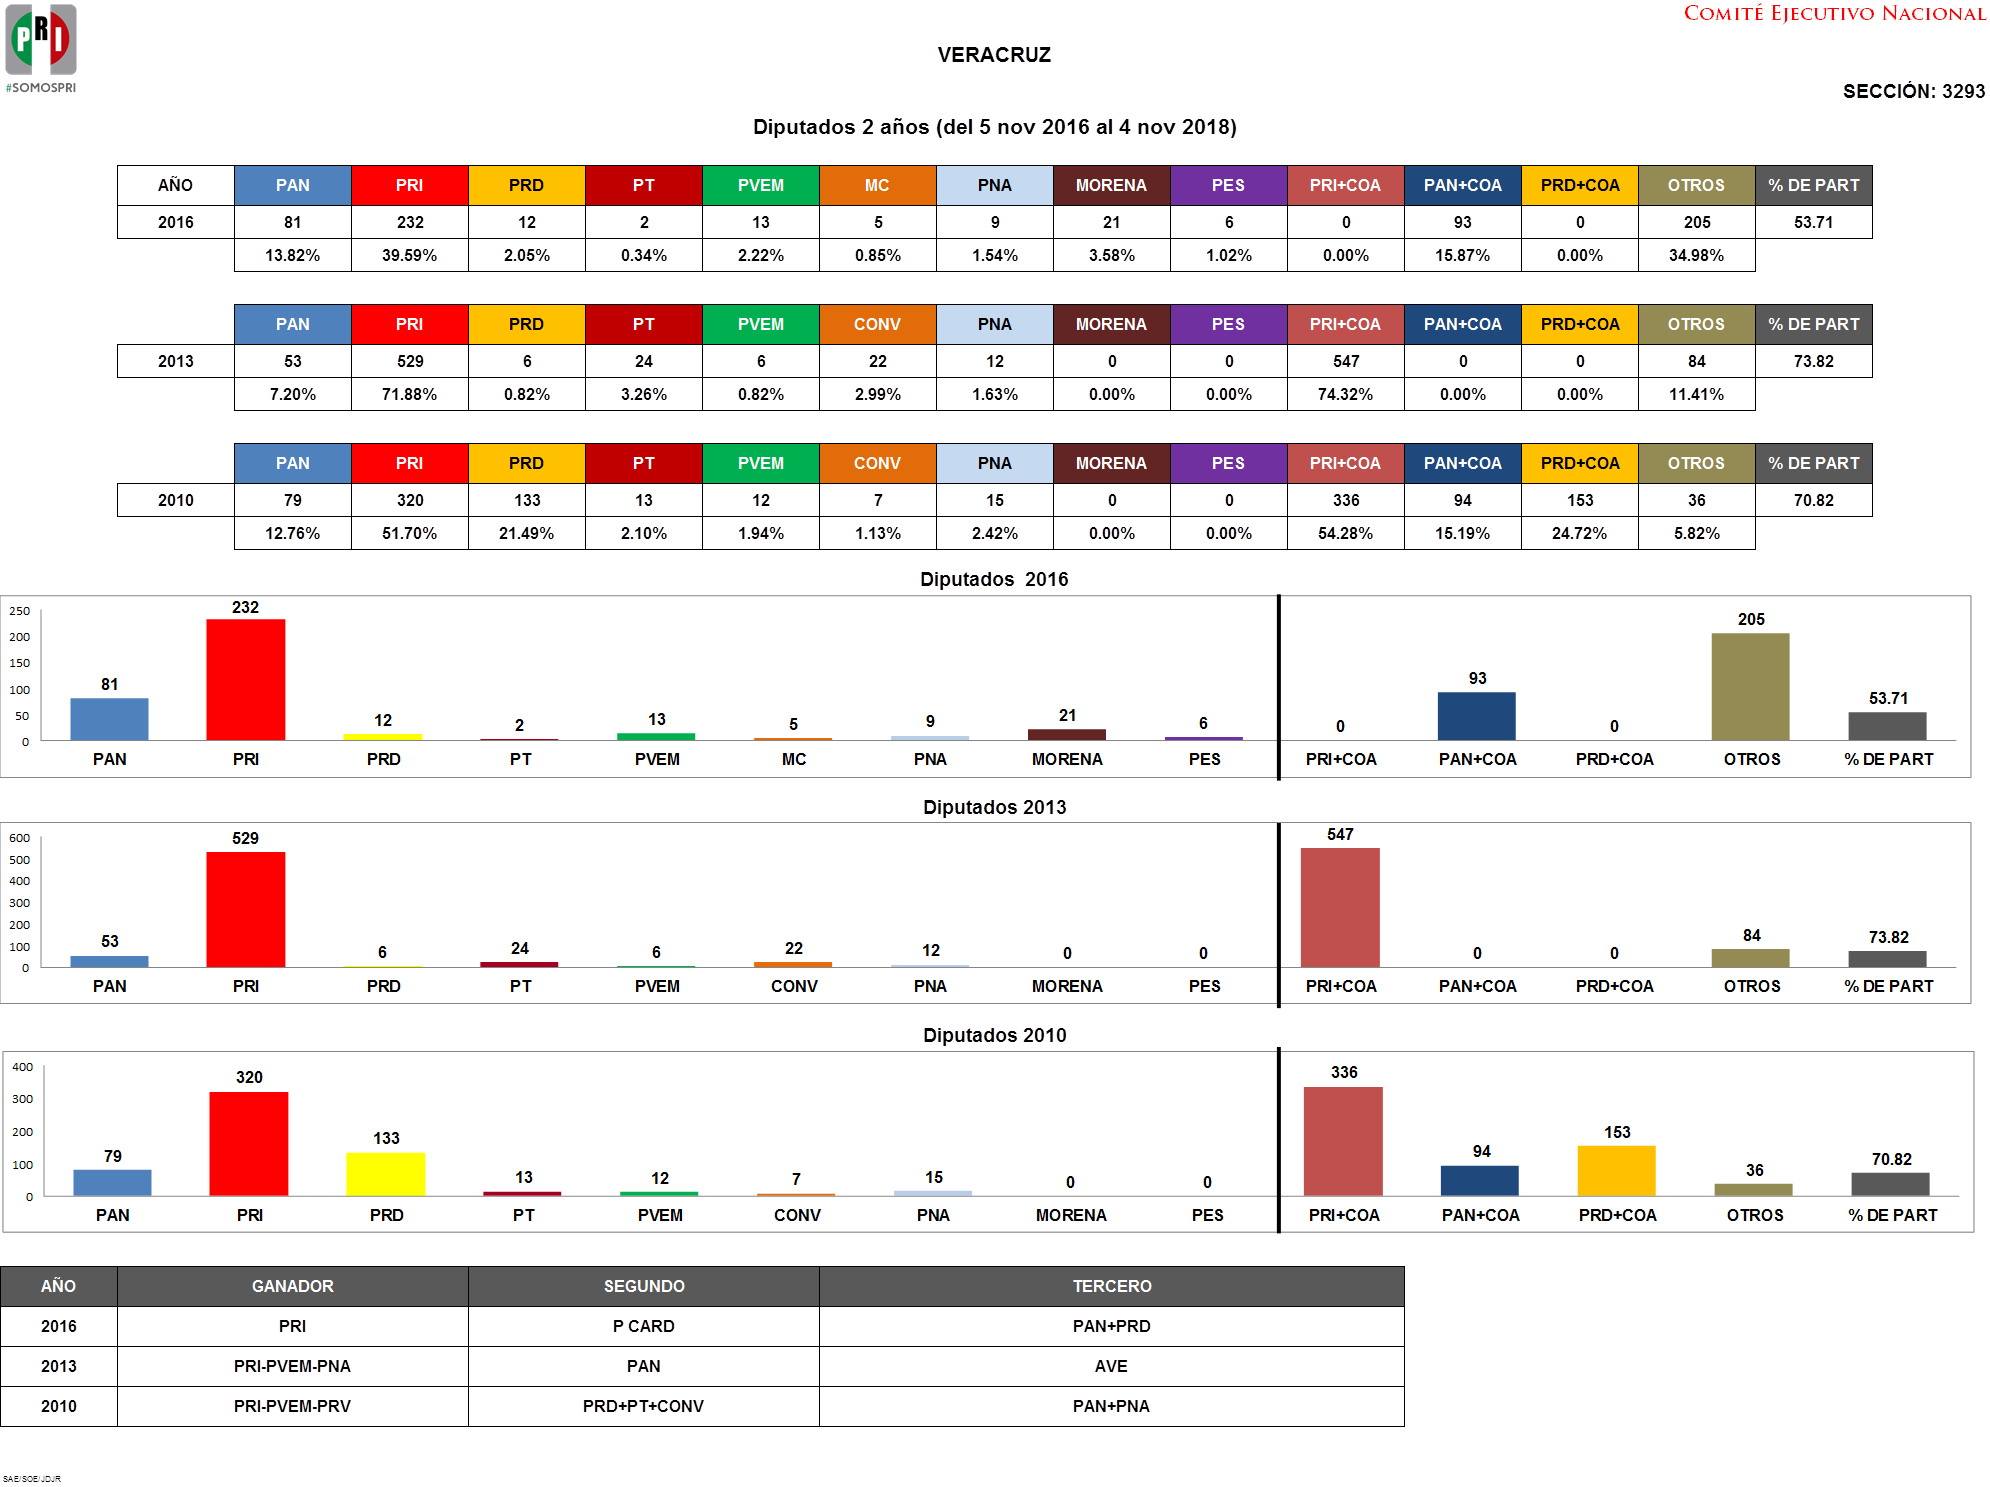 COMITÉ EJECUTIVO NACIONAL
PRI
#SOMOSPRI
VERACRUZ
SECCIÓN: 3293
Diputados 2 años (del 5 nov 2016 al 4 nov 2018)
AÑO PAN PRI PRD PT PVEM MC PNA MORENA PES PRI+COA PAN+COA PRD+COA OTROS % DE PART
2016 81 232 12 2 13 5 9 21 6 0 93 0 205 53.71
13.82% 39.59% 2.05% 0.34% 2.22% 0.85% 1.54% 3.58% 1.02% 0.00% 15.87% 0.00% 34.98%
PAN PRI PRD PT PVEM CONV PNA MORENA PES PRI+COA PAN+COA PRD+COA OTROS % DE PART
2013 53 529 6 24 6 22 12 0 0 547 0 0 84 73.82
7.20% 71.88% 0.82% 3.26% 0.82% 2.99% 1.63% 0.00% 0.00% 74.32% 0.00% 0.00% 11.41%
PAN PRI PRD PT PVEM CONV PNA MORENA PES PRI+COA PAN+COA PRD+COA OTROS % DE PART
2010 79 320 133 13 12 7 15 0 0 336 94 153 36 70.82
12.76% 51.70% 21.49% 2.10% 1.94% 1.13% 2.42% 0.00% 0.00% 54.28% 15.19% 24.72% 5.82%
Diputados 2016
250
200
150
100
50
0
81 232 12 2 13 5 9 21 6 0 93 0 205 53.71
PAN PRI PRD PT PVEM MC PNA MORENA PES PRI+COA PAN+COA PRD+COA OTROS % DE PART
Diputados 2013
600
500
400
300
200
100
0
53 529 6 24 6 22 12 0 0 547 0 0 84 73.82
PAN PRI PRD PT PVEM CONV PNA MORENA PES PRI+COA PAN+COA PRD+COA OTROS % DE PART
Diputados 2010
400
300
200
100
0
79 320 133 13 12 7 15 0 0 336 94 153 36 70.82
PAN PRI PRD PT PVEM CONV PNA MORENA PES PRI+COA PAN+COA PRD+COA OTROS % DE PART
AÑO GANADOR SEGUNDO TERCERO
2016 PRI P CARD PAN+PRD
2013 PRI-PVEM-PNA PAN AVE
2010 PRI-PVEM-PRV PRD+PT+CONV PAN+PNA
SAE/SOE/JDJR